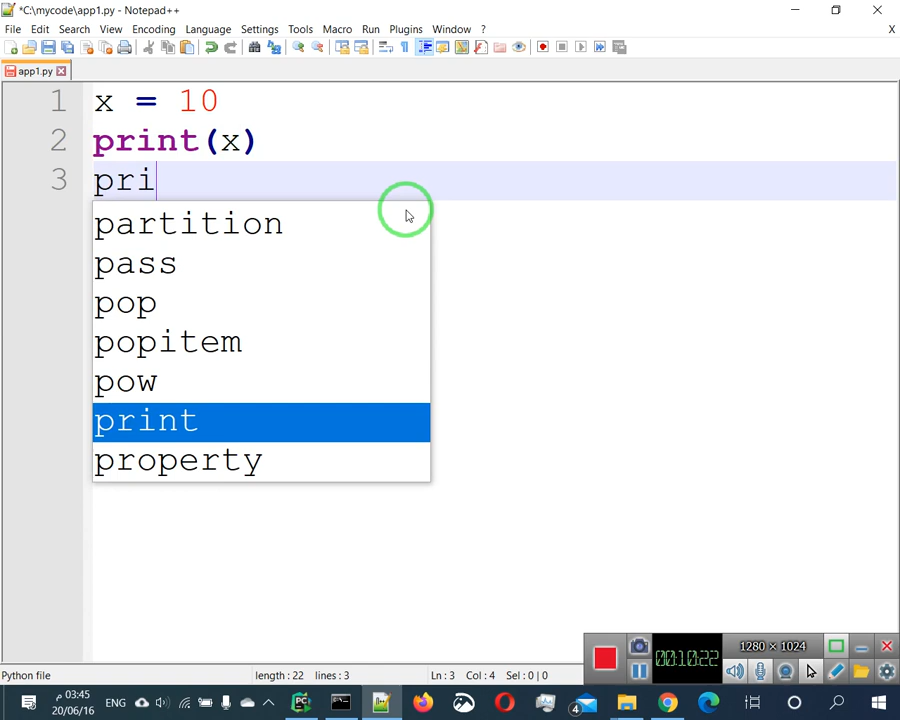 *C:\mycode\app1.py - Notepad++
File Edit Search View Encoding Language Settings Tools Macro Run Plugins Window ? X
app1.py
1 x = 10
2 print(x)
3 pri
partition
pass
pop
popitem
pow
print
property
00:10:22
1280 × 1024
Python file length : 22 lines : 3 Ln : 3 Col : 4 Sel : 0 | 0
PC
4
ENG
03:45 م
20/06/16